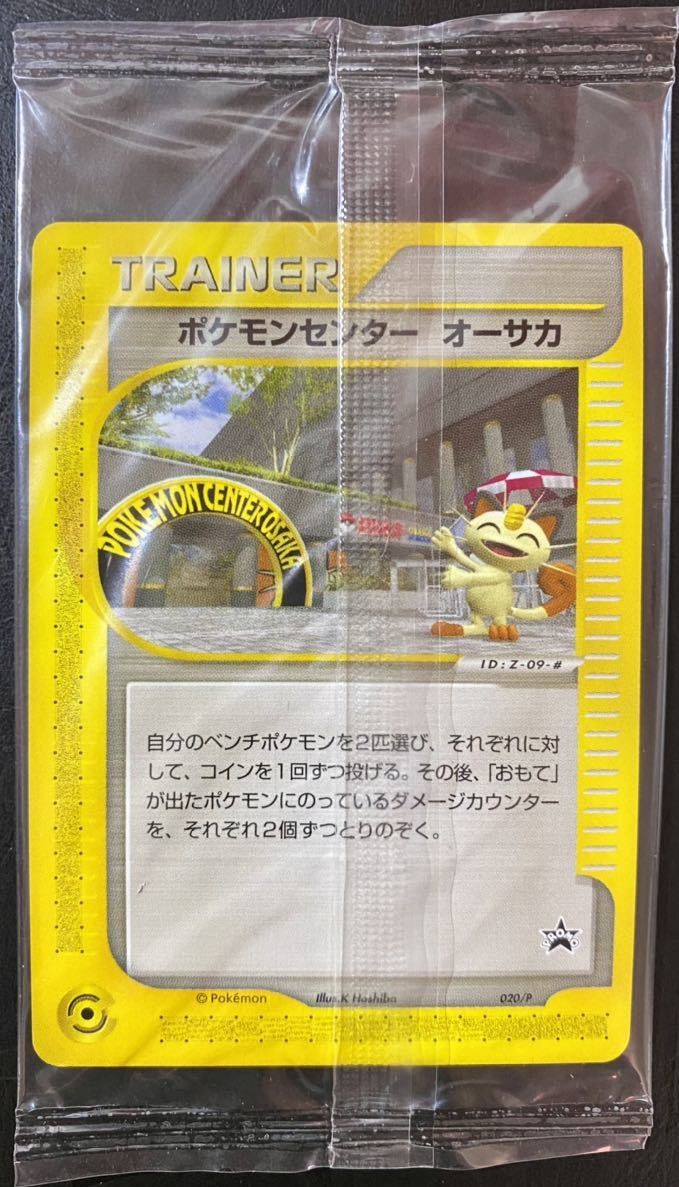 TRAINER
ポケモンセンター オーサカ
POKEMON CENTER OSAKA
ID:Z-09-#
自分のベンチポケモンを2匹選び、それぞれに対
して、コインを1回ずつ投げる。その後、「おもて」
が出たポケモンにのっているダメージカウンター
を、それぞれ2個ずつとりのぞく。
PROMO
© Pokémon Illus.K Hoshiba 020/P